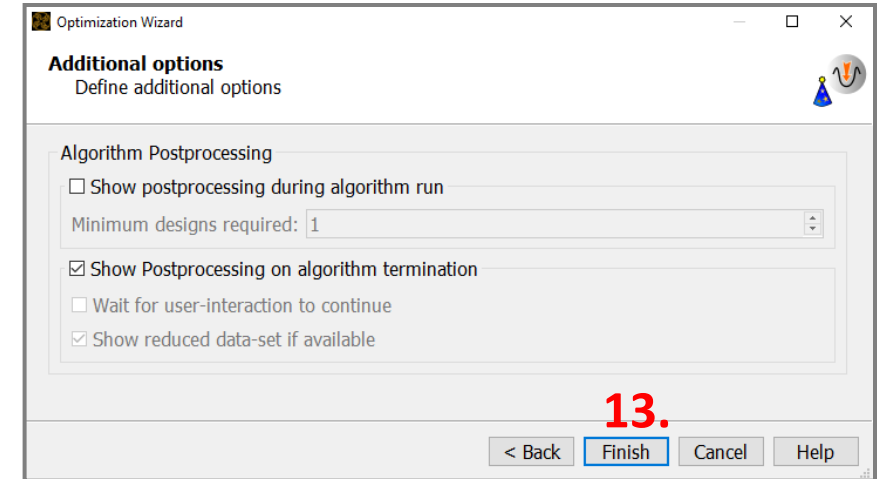 Optimization Wizard
Additional options
Define additional options
Algorithm Postprocessing
Show postprocessing during algorithm run
Minimum designs required: 1
Show Postprocessing on algorithm termination
Wait for user-interaction to continue
Show reduced data-set if available
13.
< Back Finish Cancel Help